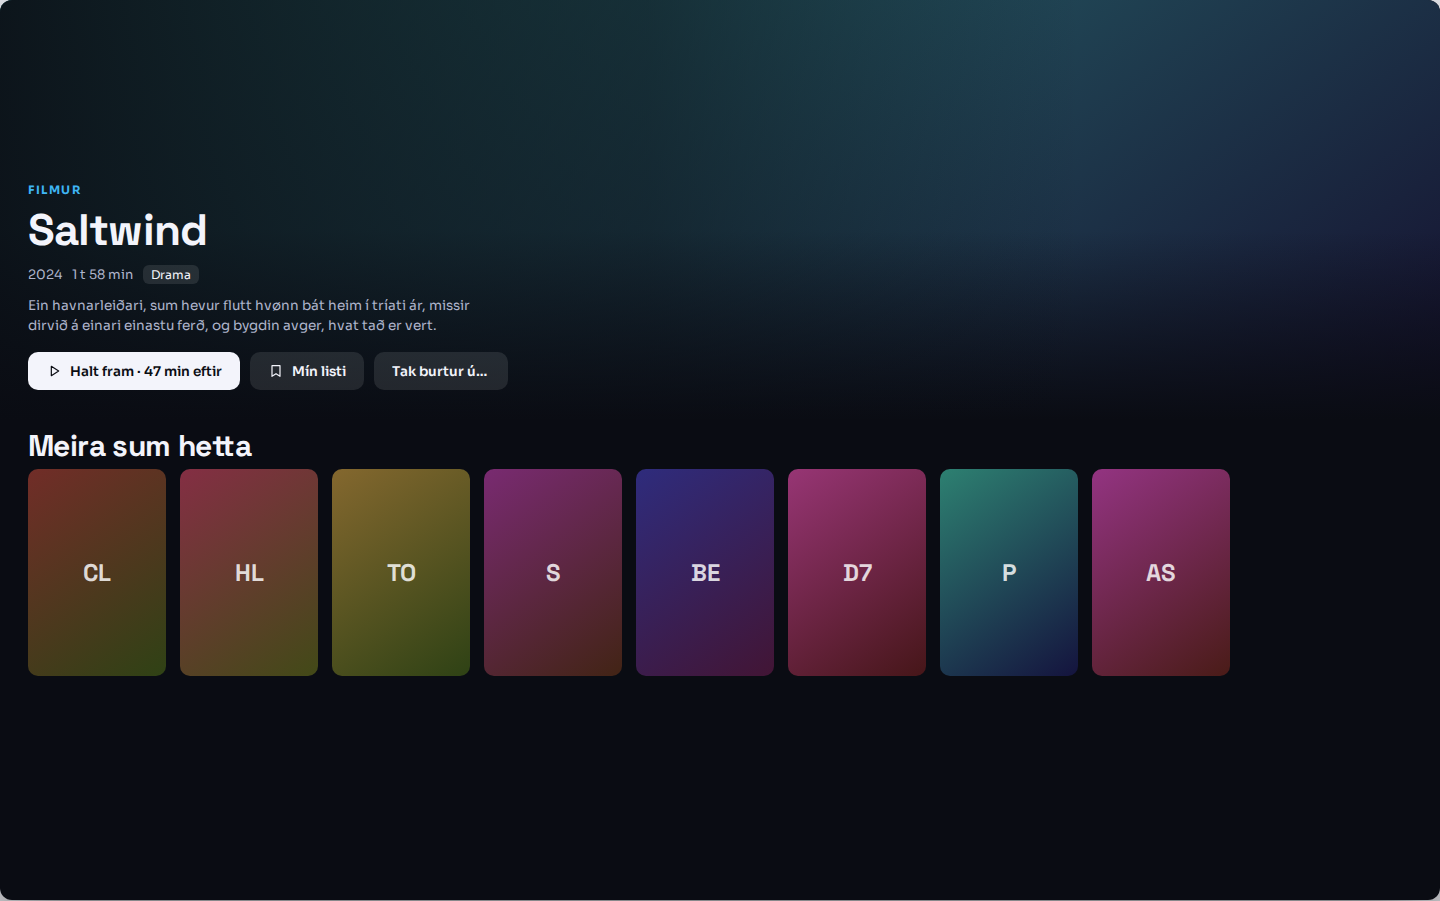 FILMUR
Saltwind
2024 1 t 58 min Drama
Ein havnarleiðari, sum hevur flutt hvønn bát heim í tríati ár, missir
dirvið á einari einastu ferð, og bygdin avger, hvat tað er vert.
Halt fram · 47 min eftir
Mín listi
Tak burtur ú…
Meira sum hetta
CL
HL
TO
S
BE
D7
P
AS